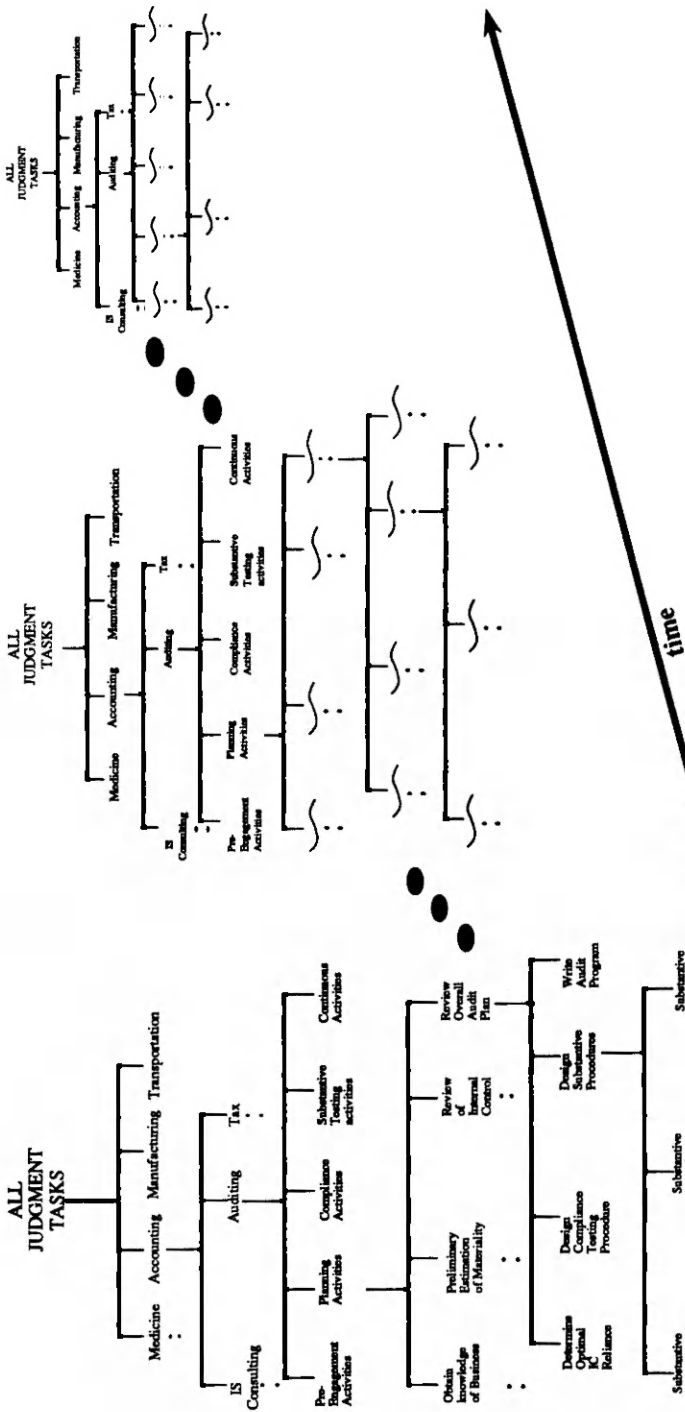 ALL
JUDGMENT
TASKS
Medicine Accounting Manufacturing Transportation
IS
Consulting
Auditing
Tax
Pre-
Engagement
Activities
Planning
Activities
Compliance
Activities
Substantive
Testing
activities
Continuous
Activities
Obtain
knowledge
of Business
Preliminary
Estimation
of Materiality
Review
of
Internal
Control
Review
Overall
Audit
Plan
Determine
Optimal
IC
Reliance
Design
Compliance
Testing
Procedure
Design
Substantive
Procedures
Write
Audit
Program
Substantive
Substantive
Substantive
ALL
JUDGMENT
TASKS
Medicine Accounting Manufacturing Transportation
IS
Consulting
Auditing
Tax
Pre-
Engagement
Activities
Planning
Activities
Compliance
Activities
Substantive
Testing
activities
Continuous
Activities
ALL
JUDGMENT
TASKS
Medicine Accounting Manufacturing Transportation
IS
Consulting
Auditing
Tax
time